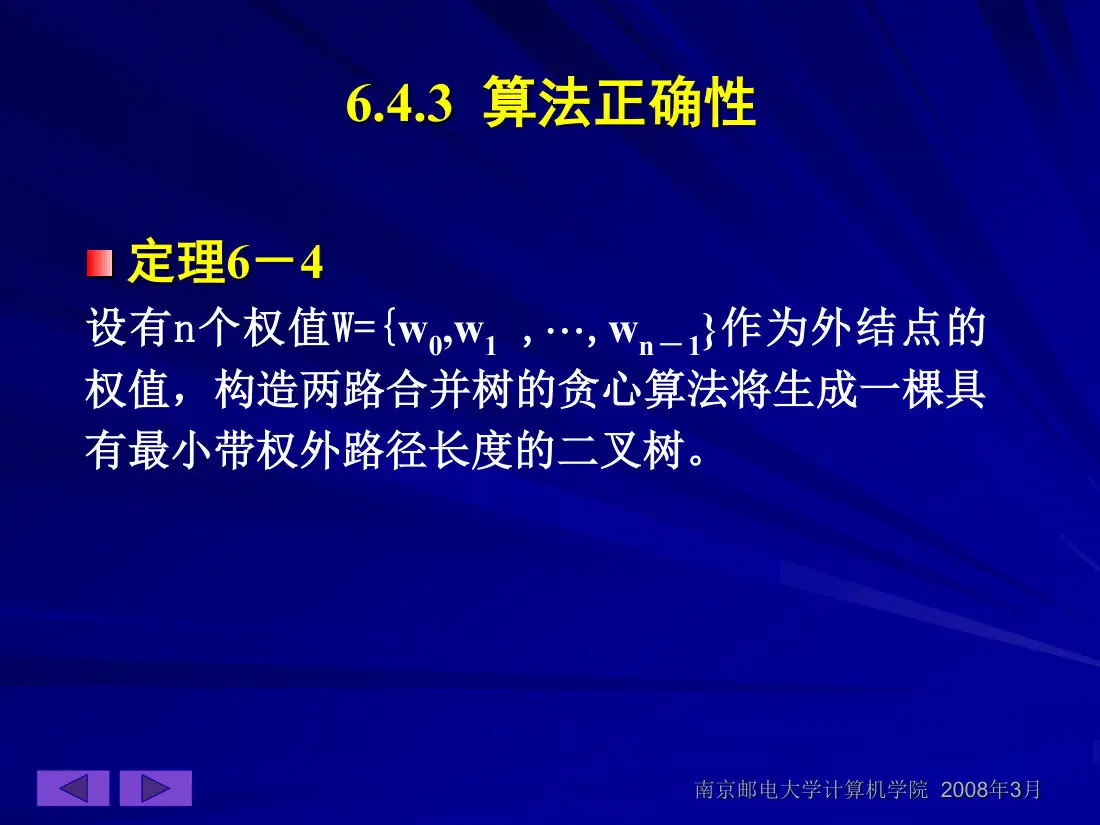 6.4.3 算法正确性
定理6－4
设有n个权值W={w0,w1 ,…,wn－1}作为外结点的
权值，构造两路合并树的贪心算法将生成一棵具
有最小带权外路径长度的二叉树。
南京邮电大学计算机学院 2008年3月